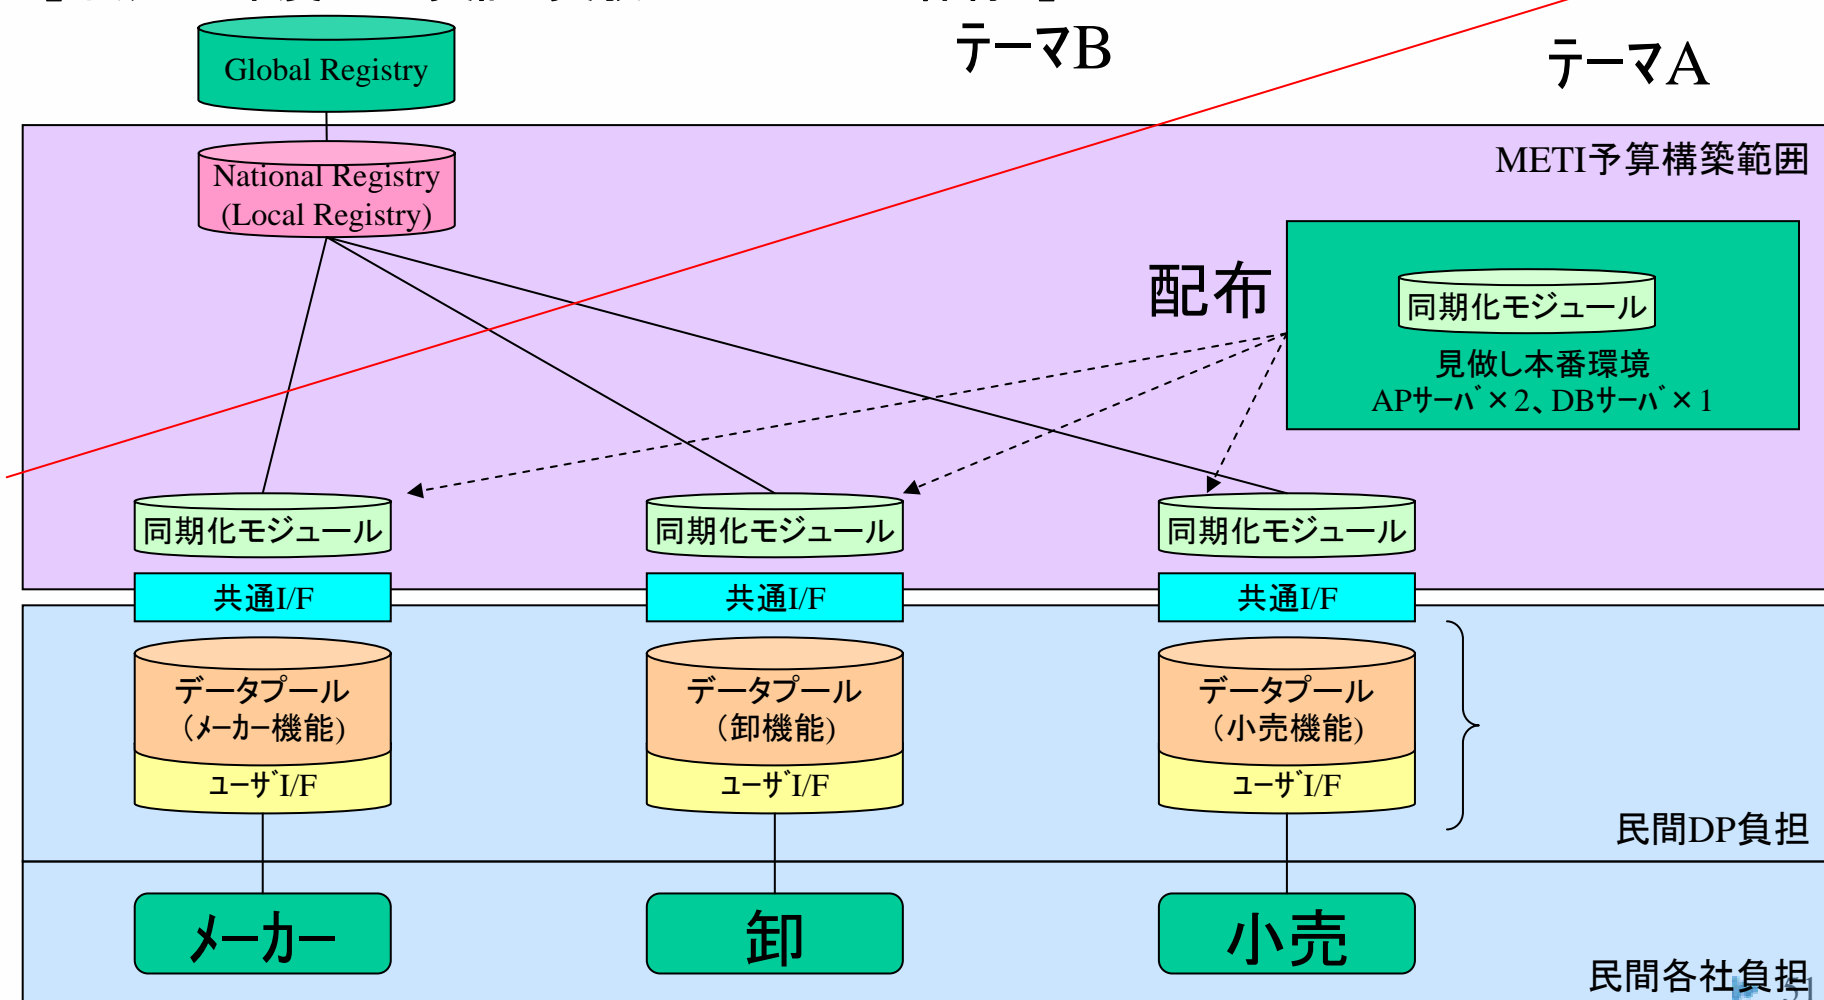 テーマB
テーマA
Global Registry
METI予算構築範囲
National Registry
(Local Registry)
配布
同期化モジュール
見做し本番環境
APｻｰﾊﾞ×2、DBｻｰﾊﾞ×1
同期化モジュール
同期化モジュール
同期化モジュール
共通I/F
共通I/F
共通I/F
データプール
(ﾒｰｶｰ機能)
データプール
(卸機能)
データプール
(小売機能)
ﾕｰｻﾞI/F
ﾕｰｻﾞI/F
ﾕｰｻﾞI/F
民間DP負担
メーカー
卸
小売
民間各社負担
51